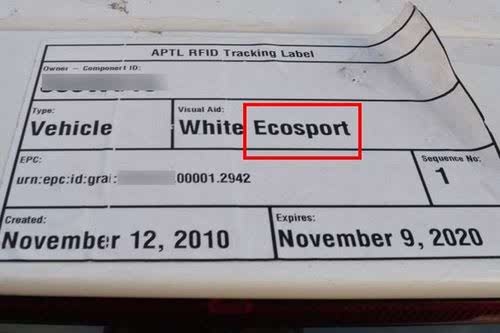 APTL RFID Tracking Label
Owner - Component ID:
Type:
Vehicle
Visual Aid:
White Ecosport
EPC:
urn:epc:id:grai: 00001.2942
Sequence No:
1
Created:
November 12, 2010
Expires:
November 9, 2020